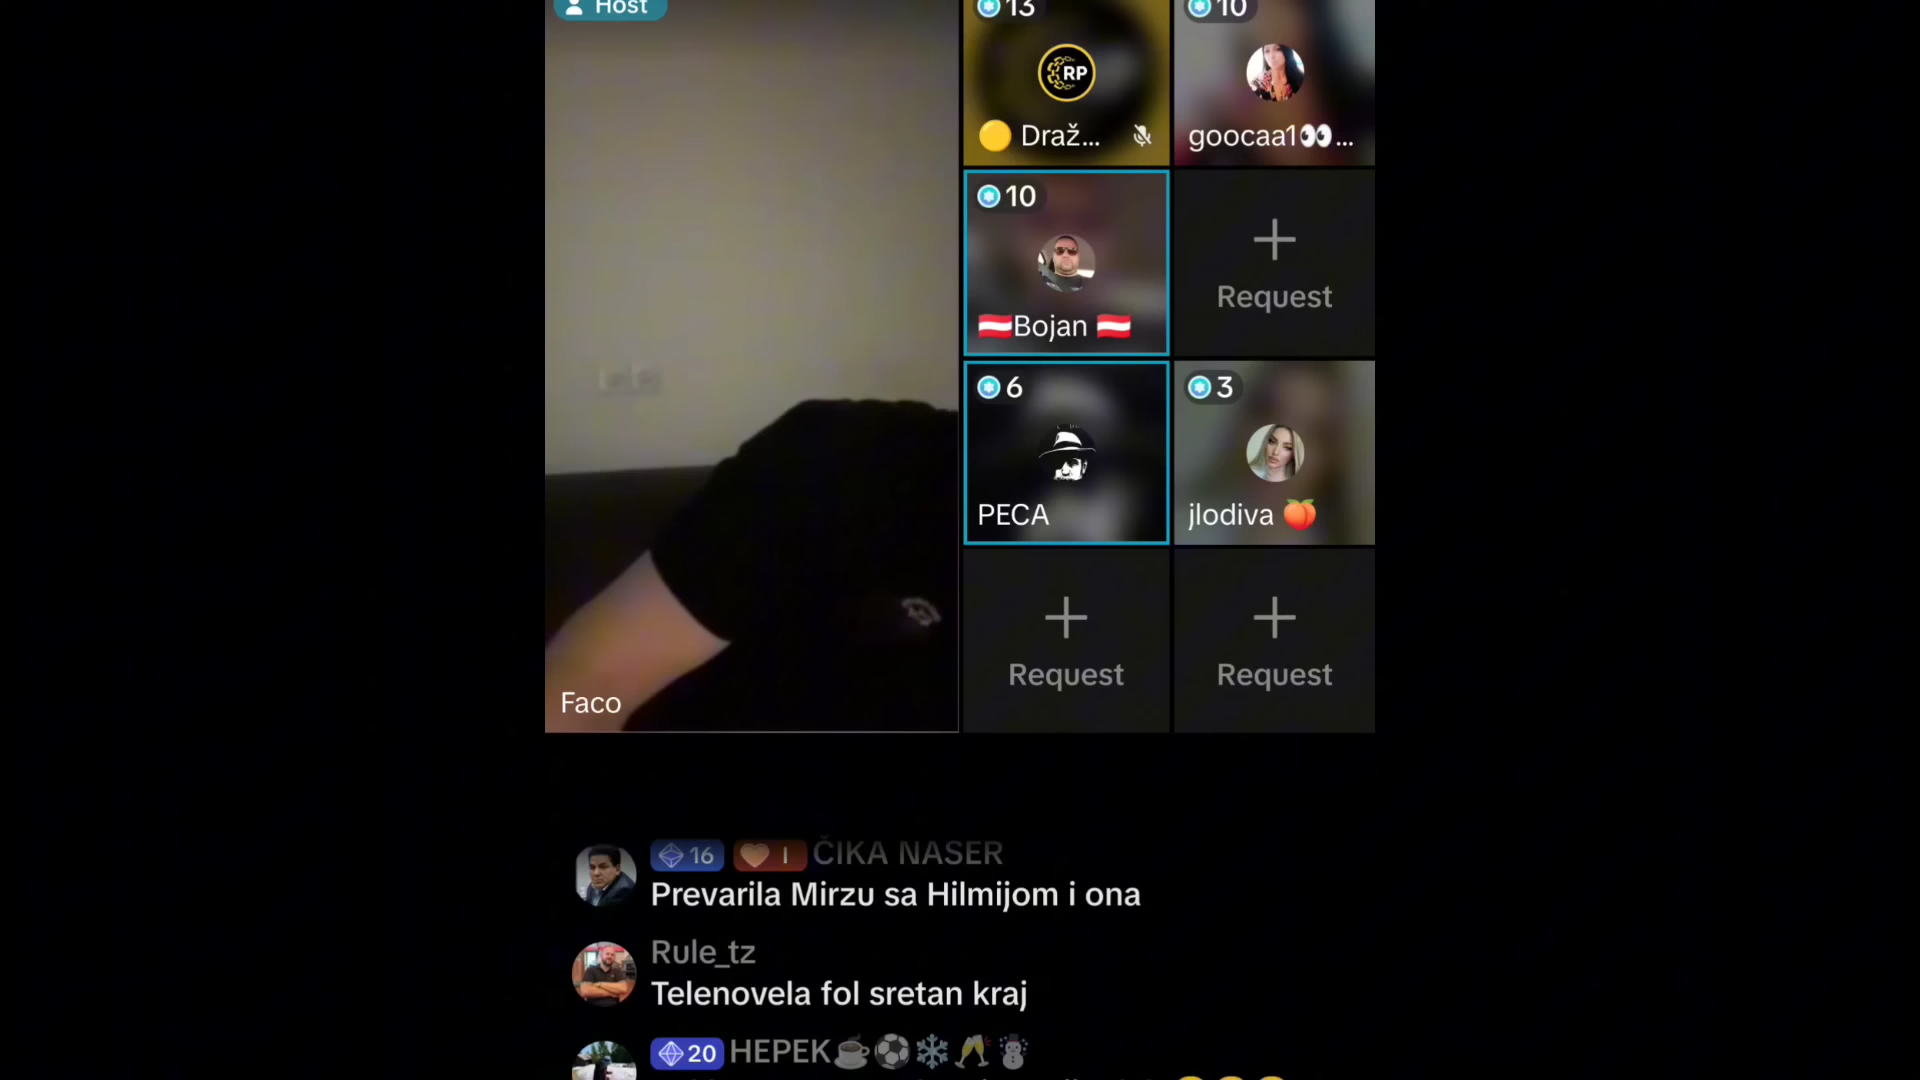 Host
13
10
RP
Draž...
goocaa1👀...
10
🇦🇹Bojan 🇦🇹
Request
6
3
PECA
jlodiva 🍑
Request
Request
Faco
16 I ČIKA NASER
Prevarila Mirzu sa Hilmijom i ona
Rule_tz
Telenovela fol sretan kraj
20 HEPEK☕⚽❄️🥂☃️